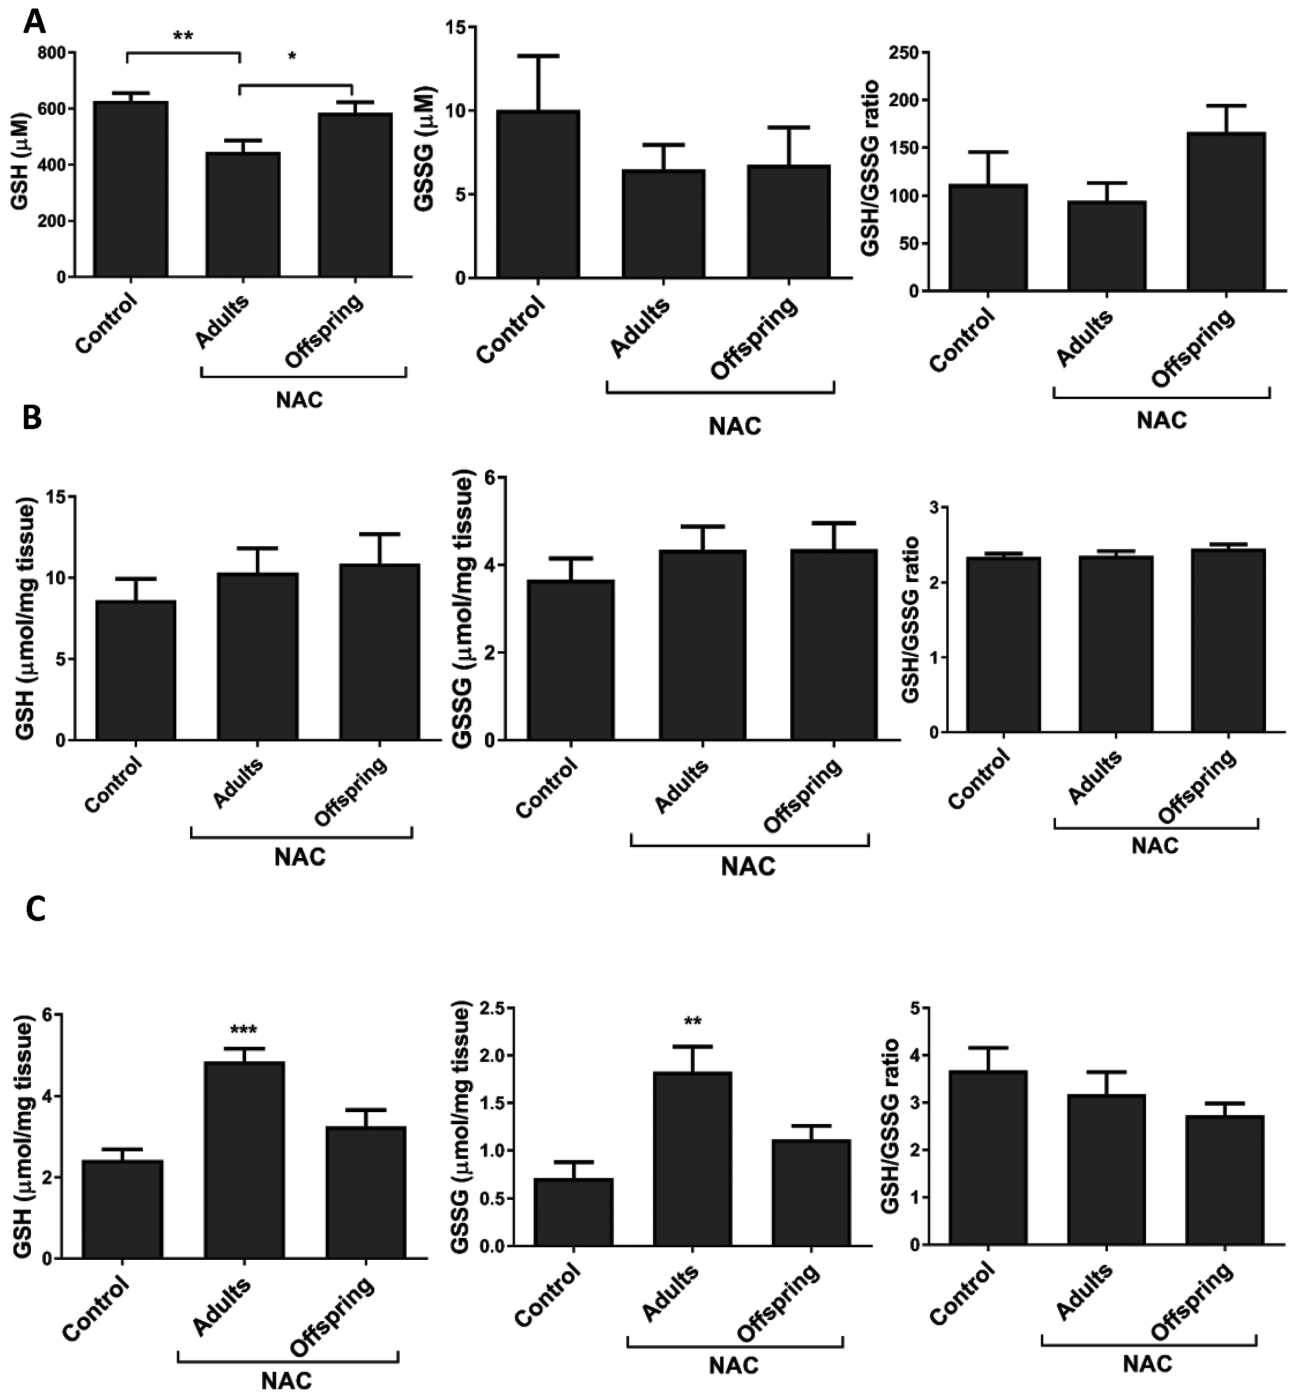 A
GSH (μM)
800
600
400
200
0
**
*
Control
Adults
Offspring
NAC
GSSG (μM)
15
10
5
0
Control
Adults
Offspring
NAC
GSH/GSSG ratio
250
200
150
100
50
0
Control
Adults
Offspring
NAC
B
GSH (μmol/mg tissue)
15
10
5
0
Control
Adults
Offspring
NAC
GSSG (μmol/mg tissue)
6
4
2
0
Control
Adults
Offspring
NAC
GSH/GSSG ratio
3
2
1
0
Control
Adults
Offspring
NAC
C
GSH (μmol/mg tissue)
6
4
2
0
***
Control
Adults
Offspring
NAC
GSSG (μmol/mg tissue)
2.5
2.0
1.5
1.0
0.5
0.0
**
Control
Adults
Offspring
NAC
GSH/GSSG ratio
5
4
3
2
1
0
Control
Adults
Offspring
NAC